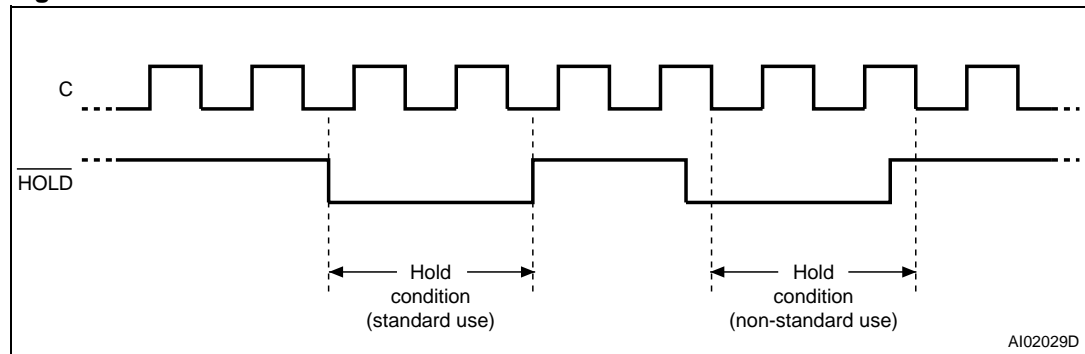 C
HOLD
Hold
condition
(standard use)
Hold
condition
(non-standard use)
AI02029D